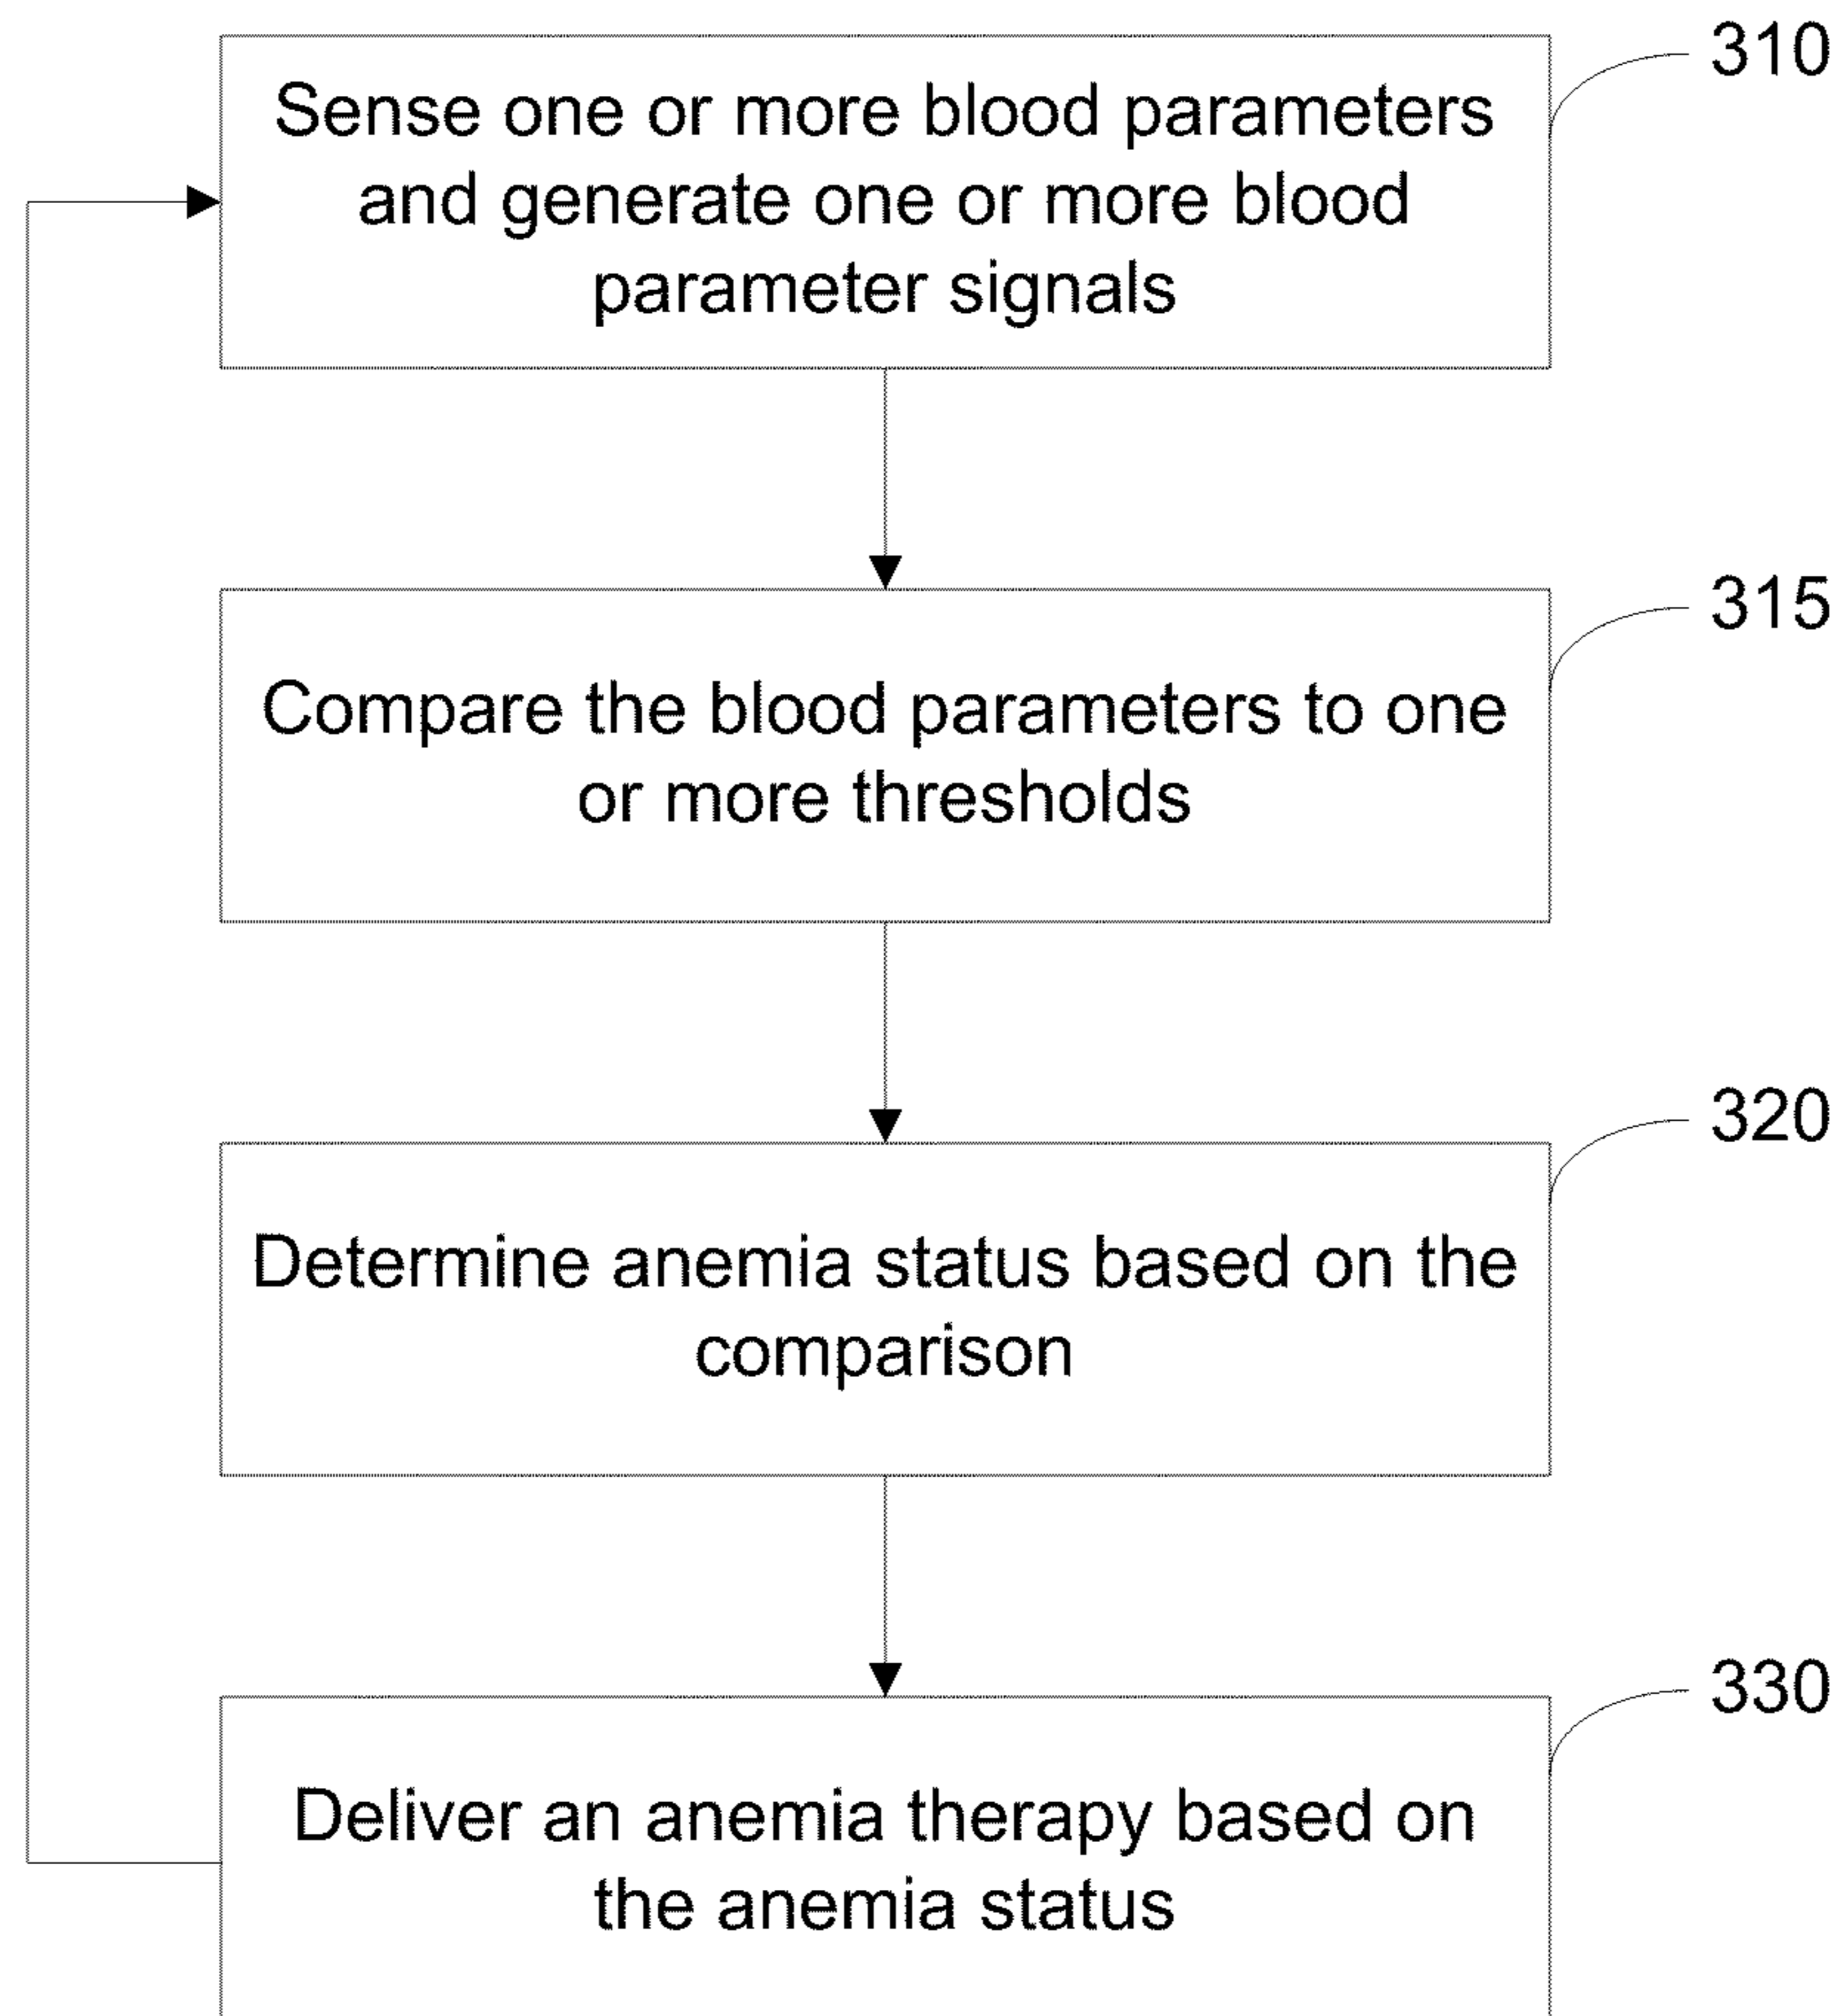 310
Sense one or more blood parameters
and generate one or more blood
parameter signals
315
Compare the blood parameters to one
or more thresholds
320
Determine anemia status based on the
comparison
330
Deliver an anemia therapy based on
the anemia status